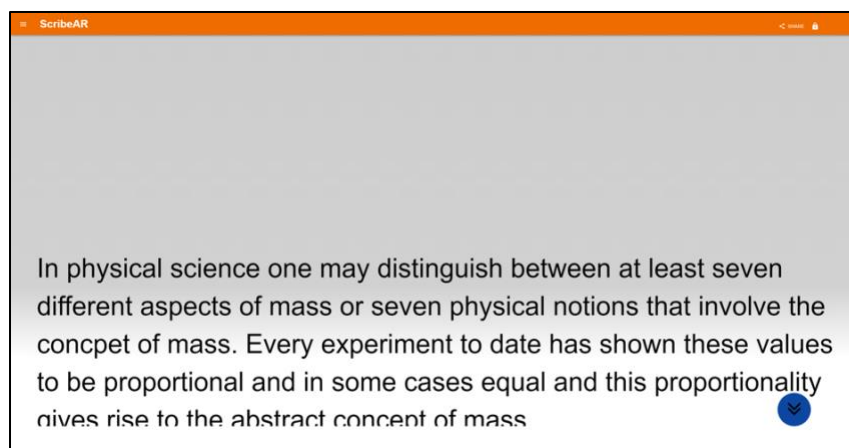 ScribeAR
SHARE
In physical science one may distinguish between at least seven
different aspects of mass or seven physical notions that involve the
concpet of mass. Every experiment to date has shown these values
to be proportional and in some cases equal and this proportionality
gives rise to the abstract concept of mass